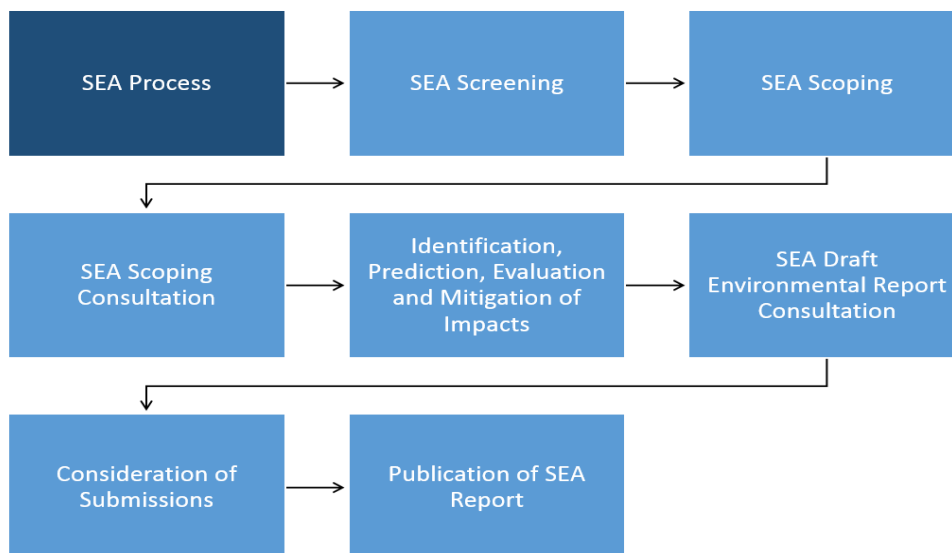 SEA Process
SEA Screening
SEA Scoping
SEA Scoping
Consultation
Identification,
Prediction, Evaluation
and Mitigation of
Impacts
SEA Draft
Environmental Report
Consultation
Consideration of
Submissions
Publication of SEA
Report